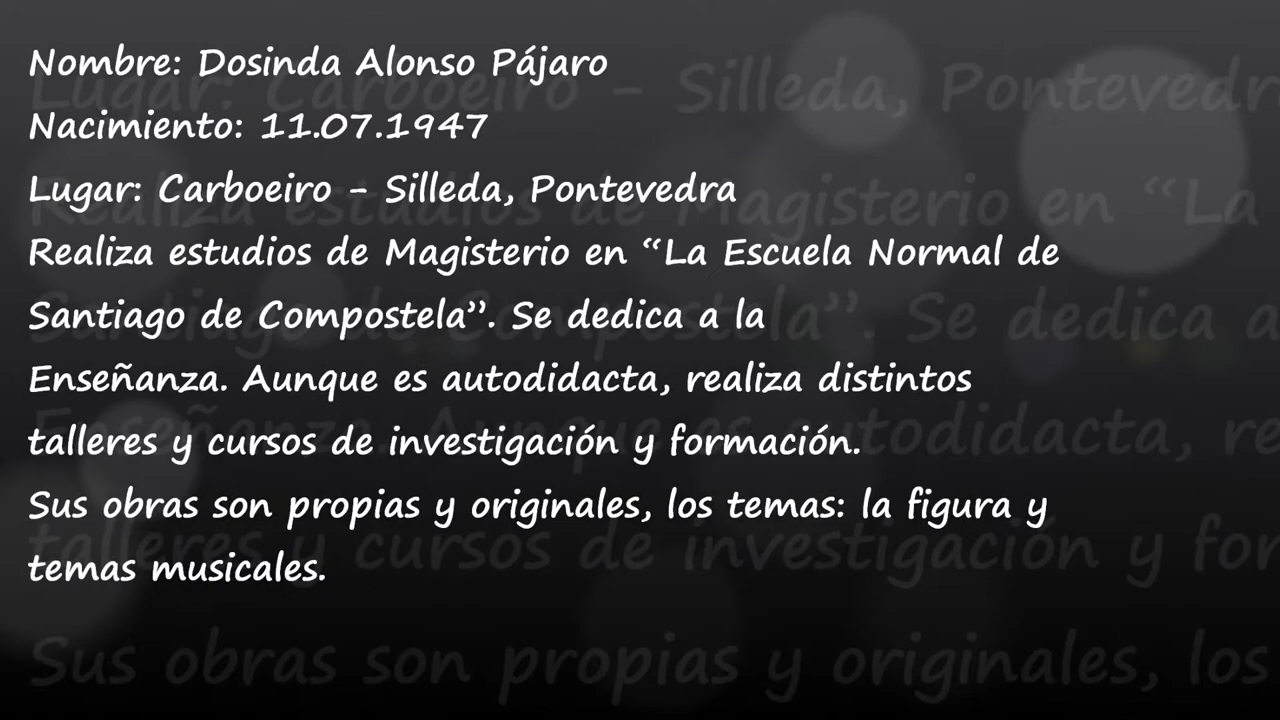 Nombre: Dosinda Alonso Pájaro
Nacimiento: 11.07.1947
Lugar: Carboeiro - Silleda, Pontevedra
Realiza estudios de Magisterio en “La Escuela Normal de
Santiago de Compostela”. Se dedica a la
Enseñanza. Aunque es autodidacta, realiza distintos
talleres y cursos de investigación y formación.
Sus obras son propias y originales, los temas: la figura y
temas musicales.